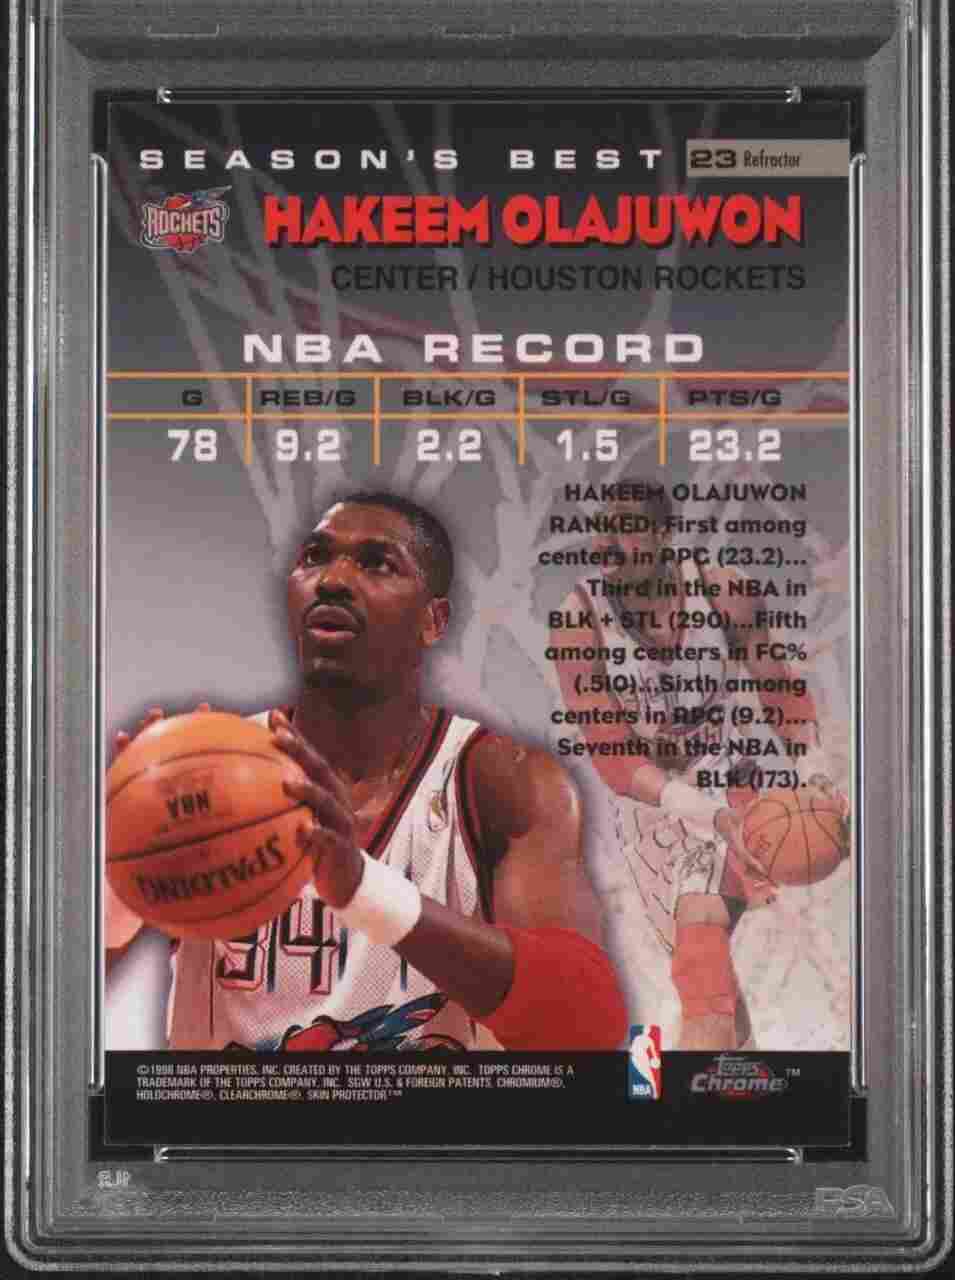 SEASON'S BEST 23 Refractor
ROCKETS
HAKEEM OLAJUWON
CENTER / HOUSTON ROCKETS
NBA RECORD
G REB/G BLK/G STL/G PTS/G
78 9.2 2.2 1.5 23.2
HAKEEM OLAJUWON
RANKED: First among
centers in PPG (23.2)...
Third in the NBA in
BLK + STL (290)...Fifth
among centers in FG%
(.510)...Sixth among
centers in RPG (9.2)...
Seventh in the NBA in
BLK (173).
NBA
SPALDING
34
©1998 NBA PROPERTIES, INC. CREATED BY THE TOPPS COMPANY, INC. TOPPS CHROME IS A
TRADEMARK OF THE TOPPS COMPANY, INC. SGW U.S. & FOREIGN PATENTS, CHROMIUM®,
HOLOCHROME®, CLEARCHROME®, SKIN PROTECTOR™
NBA
TOPPS
Chrome™
PSA